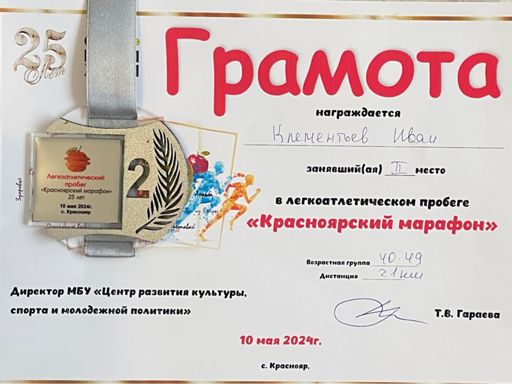 25 лет
Грамота
награждается
Клементьев Иван
занявший(ая) II место
в легкоатлетическом пробеге
«Красноярский марафон»
Возрастная группа 40-49
Дистанция 21 км
Легкоатлетический
пробег
«Красноярский марафон»
25 лет
10 мая 2024г.
с. Краснояр
2
Директор МБУ «Центр развития культуры,
спорта и молодежной политики»
Т.В. Гараева
10 мая 2024г.
с. Краснояр.